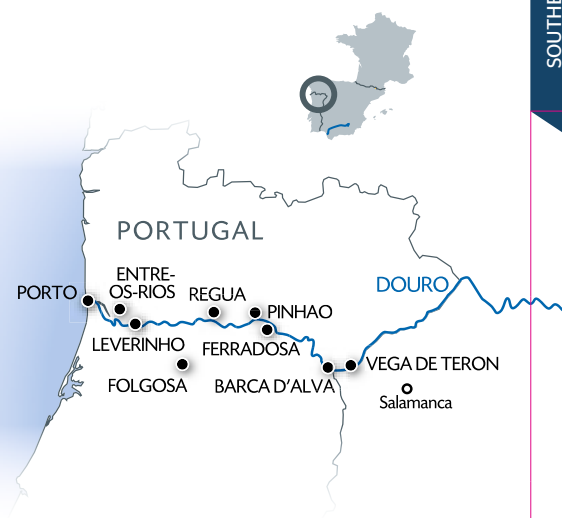 SOUTHE
PORTUGAL
DOURO
ENTRE-
OS-RIOS
PORTO
REGUA
PINHAO
LEVERINHO
FERRADOSA
FOLGOSA
BARCA D'ALVA
VEGA DE TERON
Salamanca